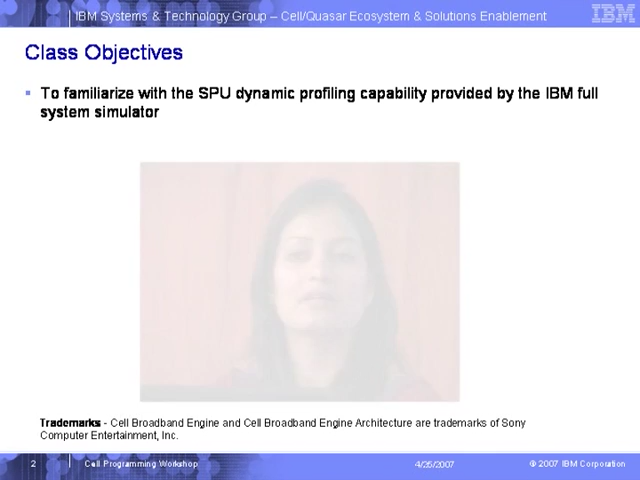 IBM Systems & Technology Group – Cell/Quasar Ecosystem & Solutions Enablement
IBM
Class Objectives
To familiarize with the SPU dynamic profiling capability provided by the IBM full
system simulator
Trademarks - Cell Broadband Engine and Cell Broadband Engine Architecture are trademarks of Sony
Computer Entertainment, Inc.
2 Cell Programming Workshop 4/26/2007 © 2007 IBM Corporation